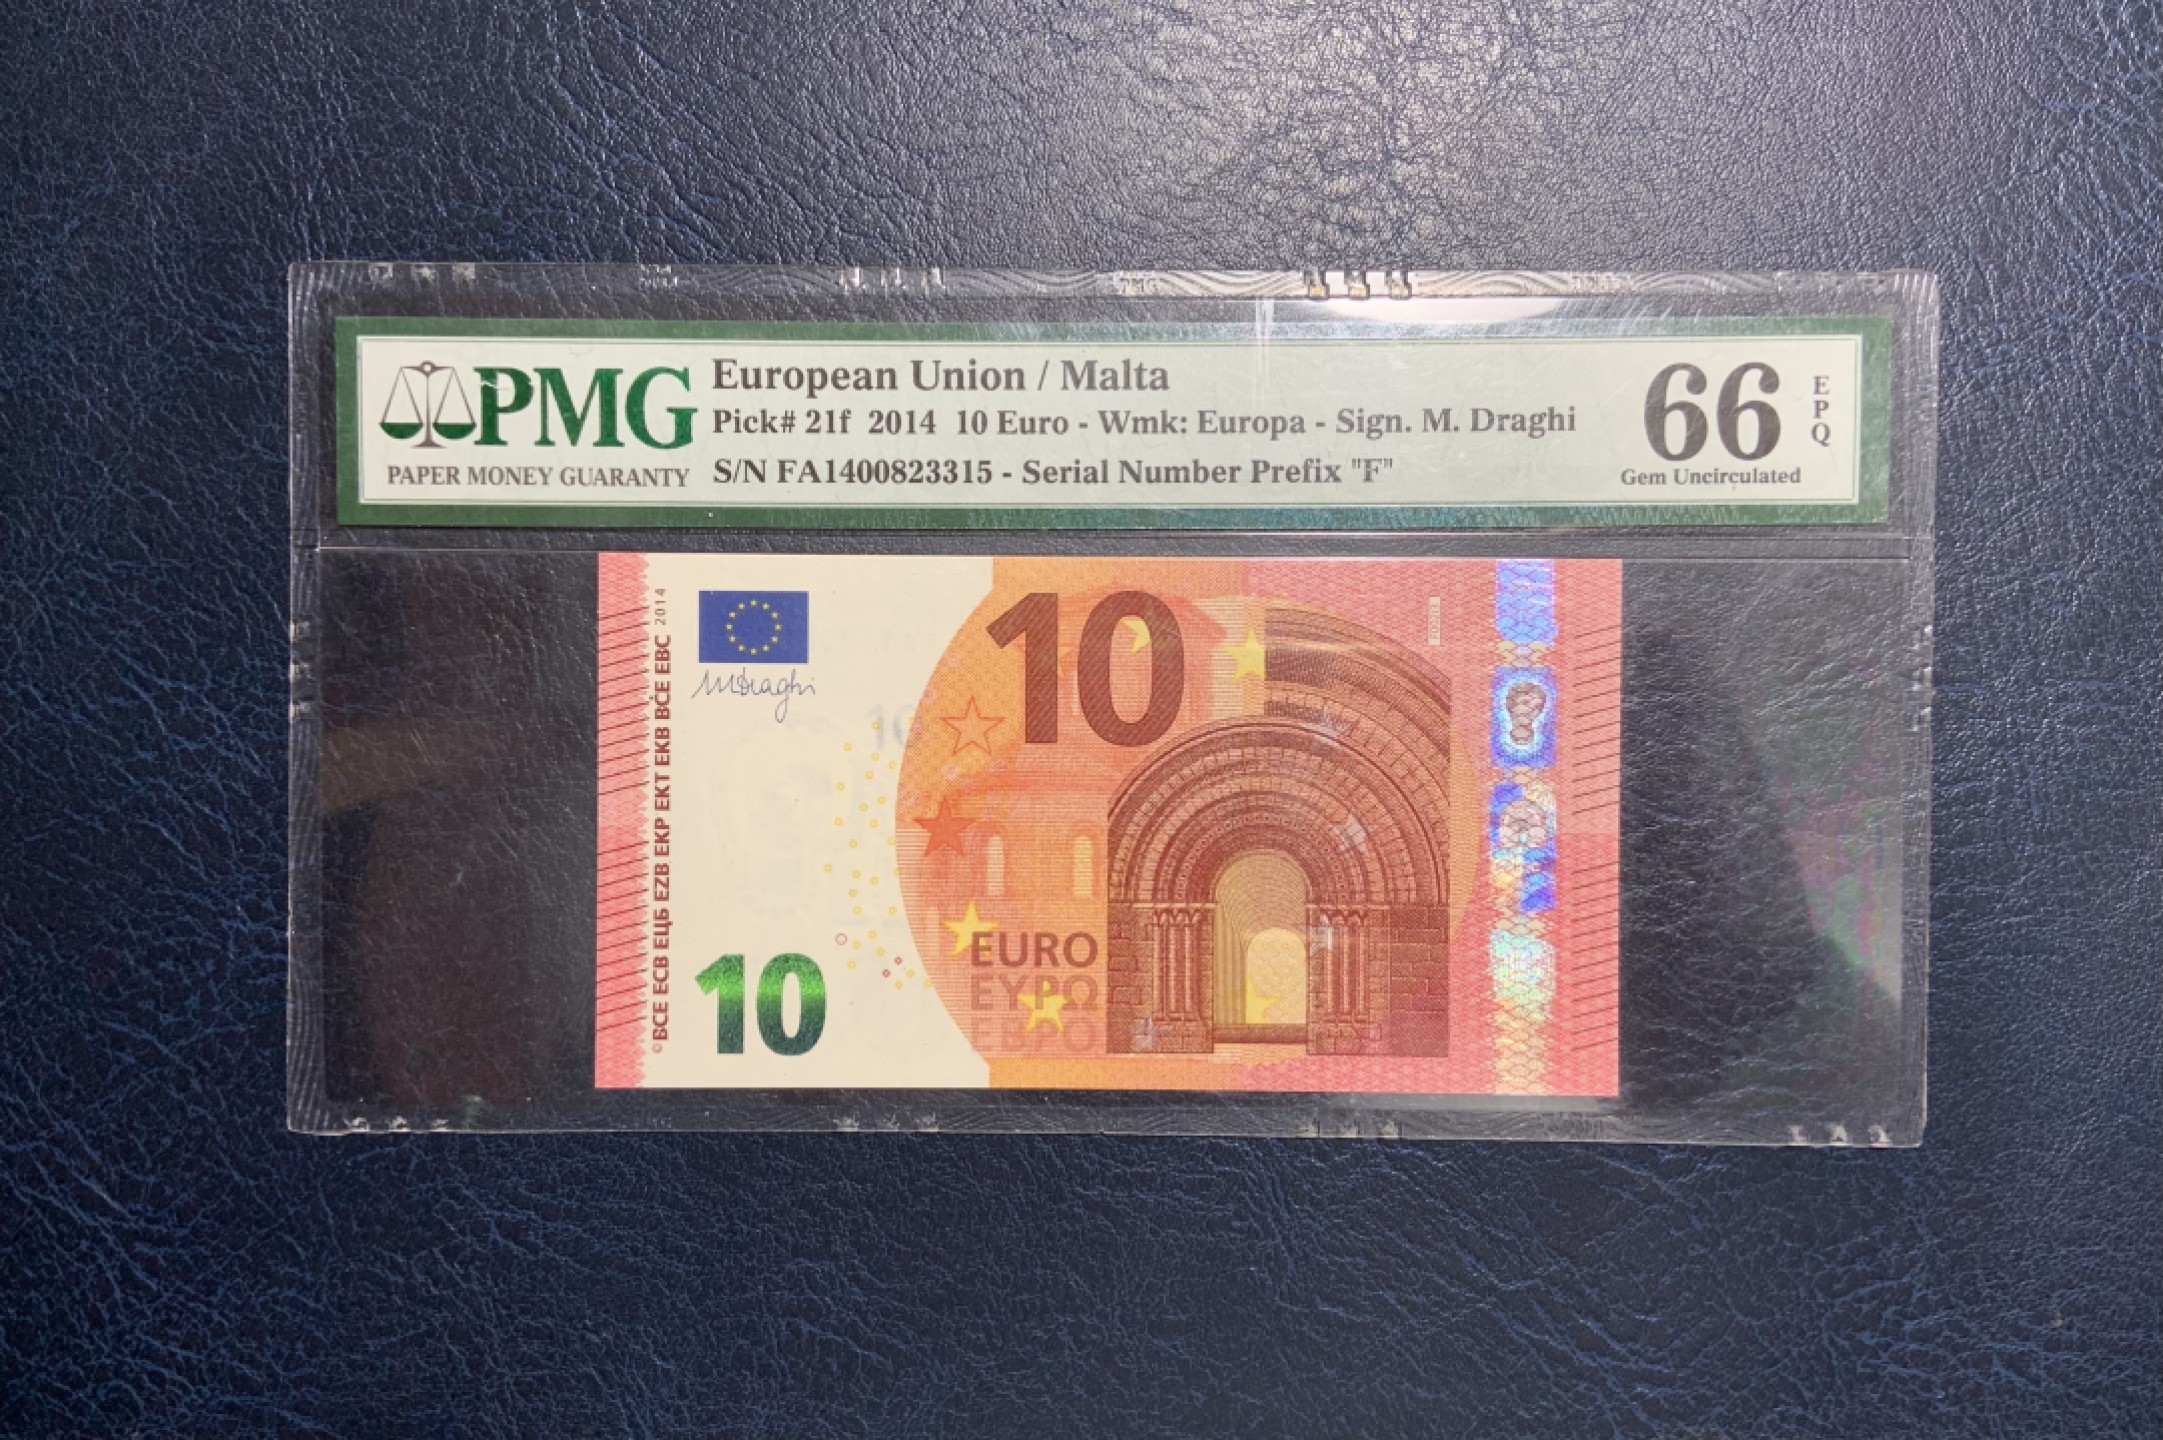 PMG
PAPER MONEY GUARANTY
European Union / Malta
Pick# 21f 2014 10 Euro - Wmk: Europa - Sign. M. Draghi
S/N FA1400823315 - Serial Number Prefix "F"
66
EPQ
Gem Uncirculated
©BCE ECB ЕЦБ EZB EKP EKT EKB BĊE EBC 2014
MDraghi
10
10
EURO
ΕΥΡΩ
ЕВРО
10